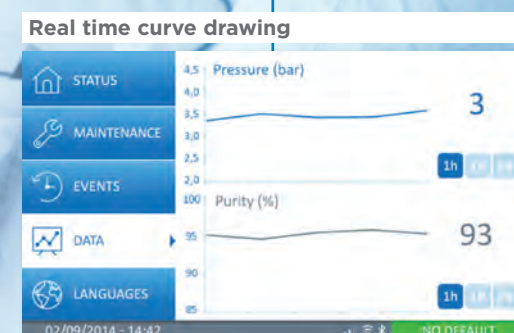 Real time curve drawing
STATUS
MAINTENANCE
EVENTS
DATA
LANGUAGES
Pressure (bar)
4,5
4,0
3,5
3,0
2,5
2,0
3
1h
Purity (%)
100
95
90
85
93
1h
02/09/2014 - 14:42
NO DEFAULT